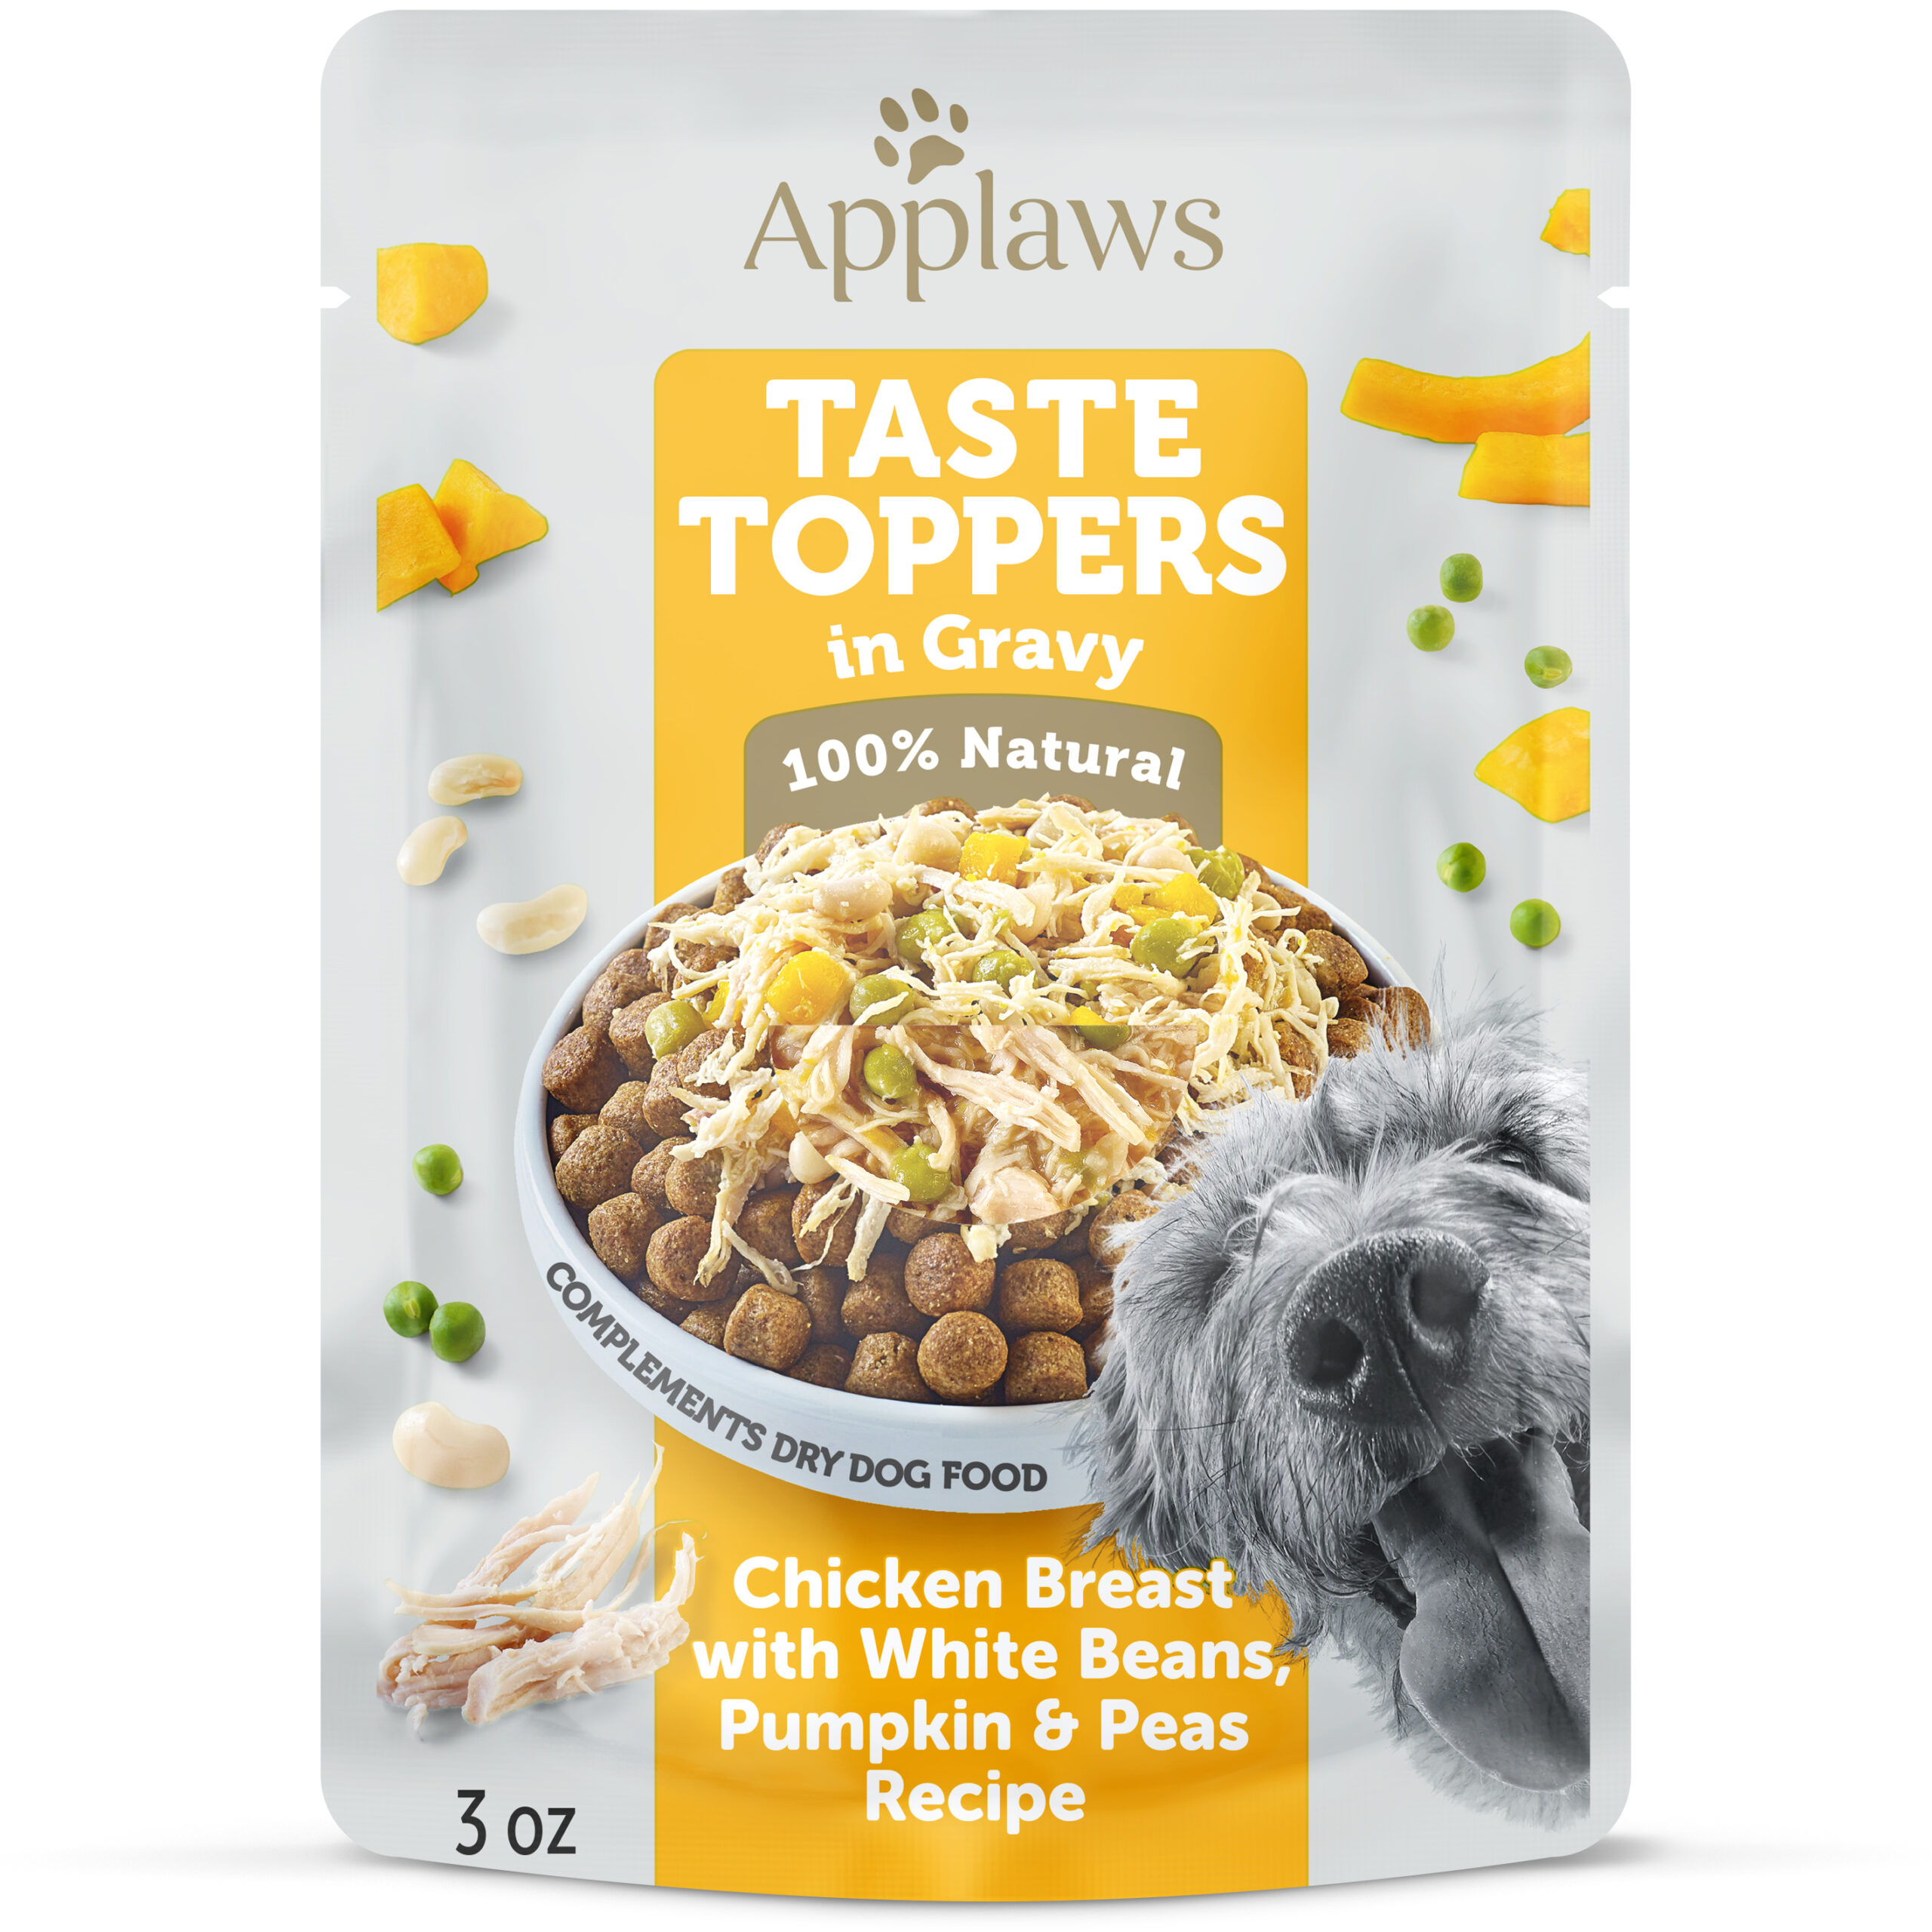 Applaws
TASTE
TOPPERS
in Gravy
100% Natural
COMPLEMENTS DRY DOG FOOD
Chicken Breast
with White Beans,
Pumpkin & Peas
Recipe
3 oz